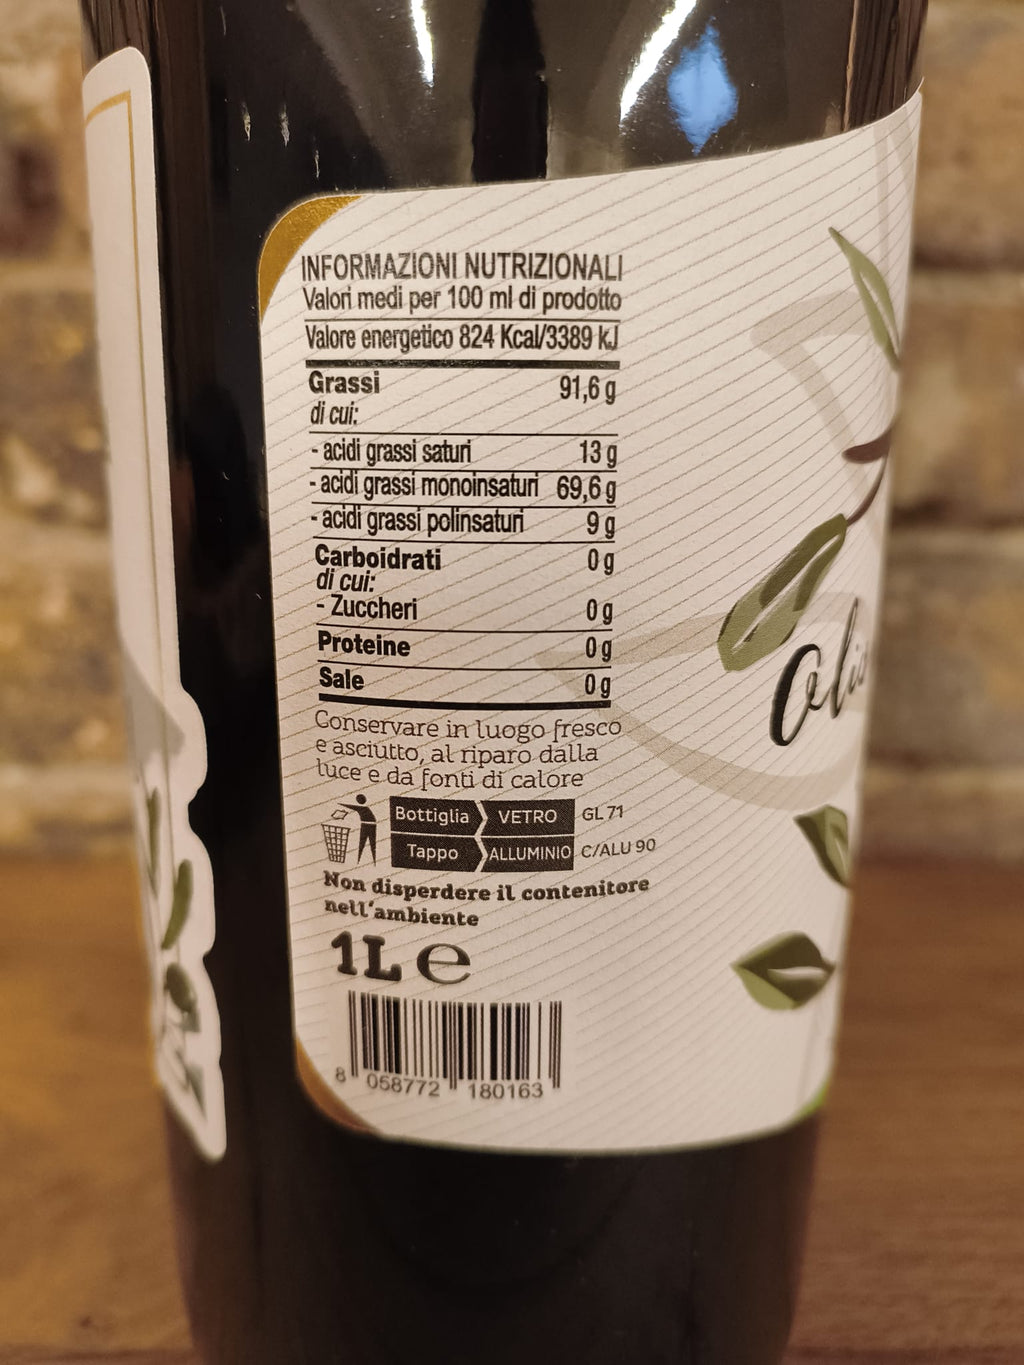 INFORMAZIONI NUTRIZIONALI
Valori medi per 100 ml di prodotto
Valore energetico 824 Kcal/3389 kJ
Grassi 91,6 g
di cui:
- acidi grassi saturi 13 g
- acidi grassi monoinsaturi 69,6 g
- acidi grassi polinsaturi 9 g
Carboidrati 0 g
di cui:
- Zuccheri 0 g
Proteine 0 g
Sale 0 g
Conservare in luogo fresco
e asciutto, al riparo dalla
luce e da fonti di calore
Bottiglia VETRO GL 71
Tappo ALLUMINIO C/ALU 90
Non disperdere il contenitore
nell'ambiente
1L ℮
8 058772 180163
Olio